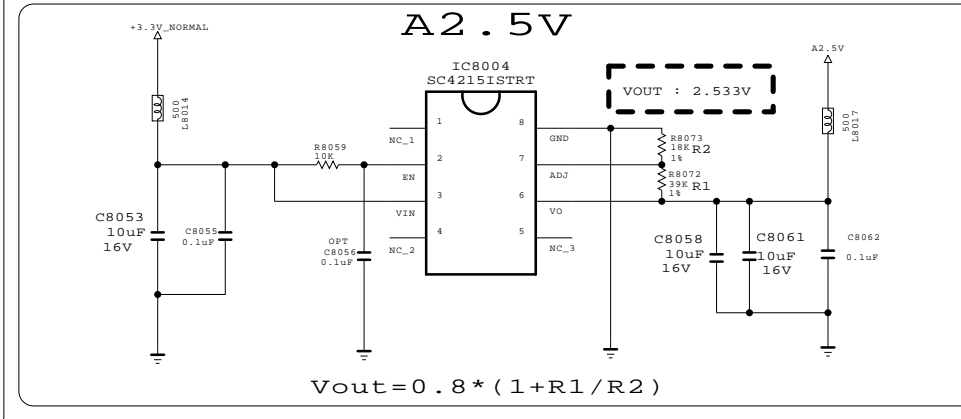 A2.5V
+3.3V_NORMAL
500
L8014
C8053
10uF
16V
C8055
0.1uF
R8059
10K
OPT
C8056
0.1uF
IC8004
SC4215ISTRT
1
NC_1
2
EN
3
VIN
4
NC_2
8
GND
7
ADJ
6
VO
5
NC_3
VOUT : 2.533V
R8073
18K R2
1%
R8072
39K R1
1%
A2.5V
500
L8017
C8058
10uF
16V
C8061
10uF
16V
C8062
0.1uF
Vout=0.8*(1+R1/R2)